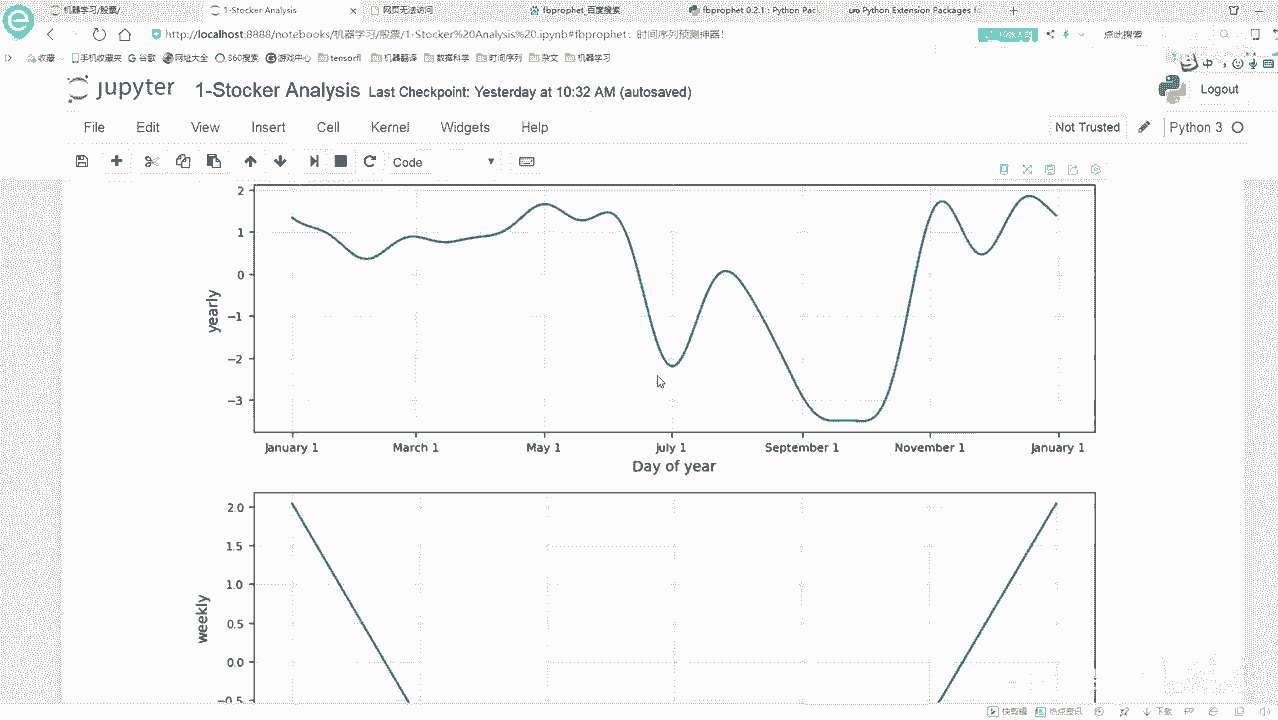 机器学习/股票/
1-Stocker Analysis
网页无法访问
fbprophet_百度搜索
fbprophet 0.2.1 : Python Pac
Python Extension Packages f
http://localhost:8888/notebooks/机器学习/股票/1-Stocker%20Analysis%20.ipynb#fbprophet：时间序列预测神器！
点此搜索
收藏 手机收藏夹 谷歌 网址大全 360搜索 游戏中心 tensorfl 机器翻译 数据科学 时间序列 杂文 机器学习
中
jupyter 1-Stocker Analysis Last Checkpoint: Yesterday at 10:32 AM (autosaved)
Logout
File Edit View Insert Cell Kernel Widgets Help
Not Trusted Python 3
Code
2
1
0
−1
−2
−3
yearly
January 1 March 1 May 1 July 1 September 1 November 1 January 1
Day of year
2.0
1.5
1.0
0.5
0.0
−0.5
weekly
快剪辑 热点资讯 下载